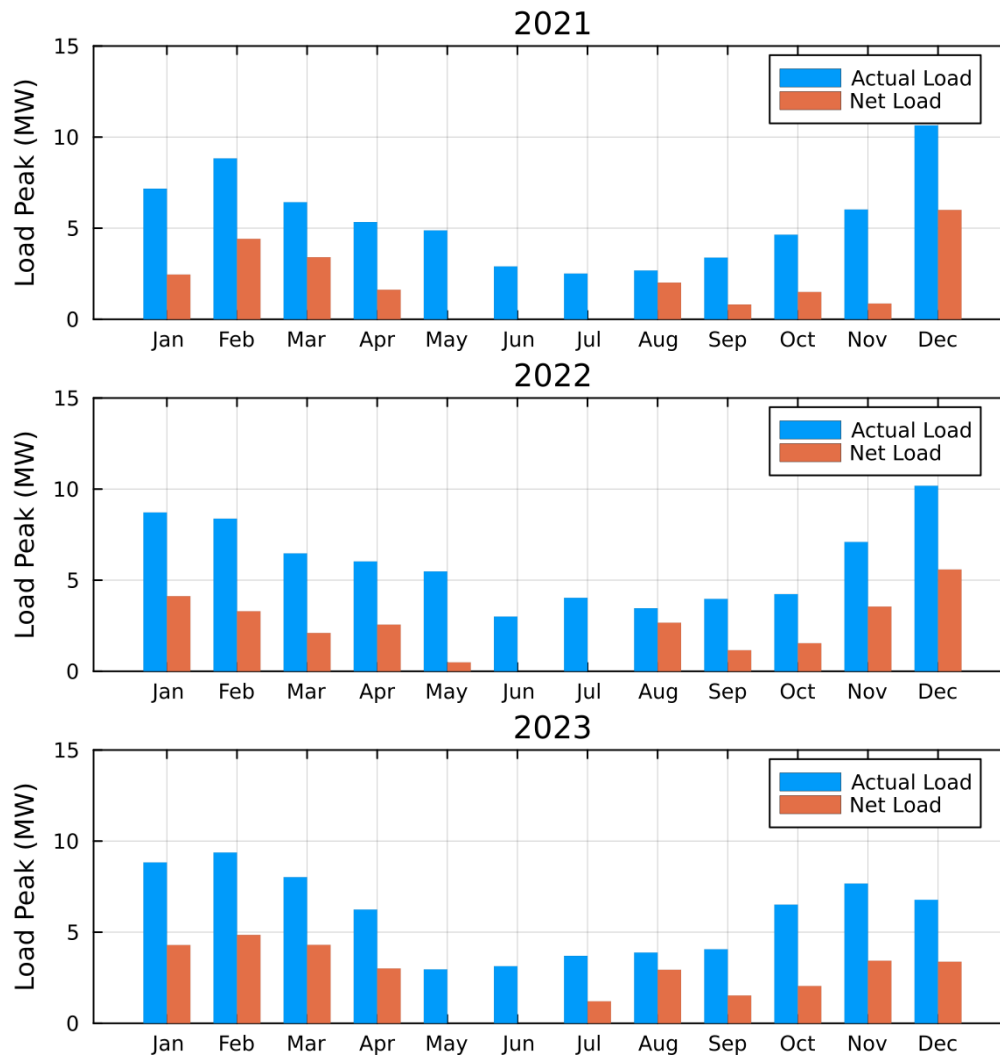 2021
15
10
5
0
Load Peak (MW)
Actual Load
Net Load
Jan Feb Mar Apr May Jun Jul Aug Sep Oct Nov Dec
2022
15
10
5
0
Load Peak (MW)
Actual Load
Net Load
Jan Feb Mar Apr May Jun Jul Aug Sep Oct Nov Dec
2023
15
10
5
0
Load Peak (MW)
Actual Load
Net Load
Jan Feb Mar Apr May Jun Jul Aug Sep Oct Nov Dec